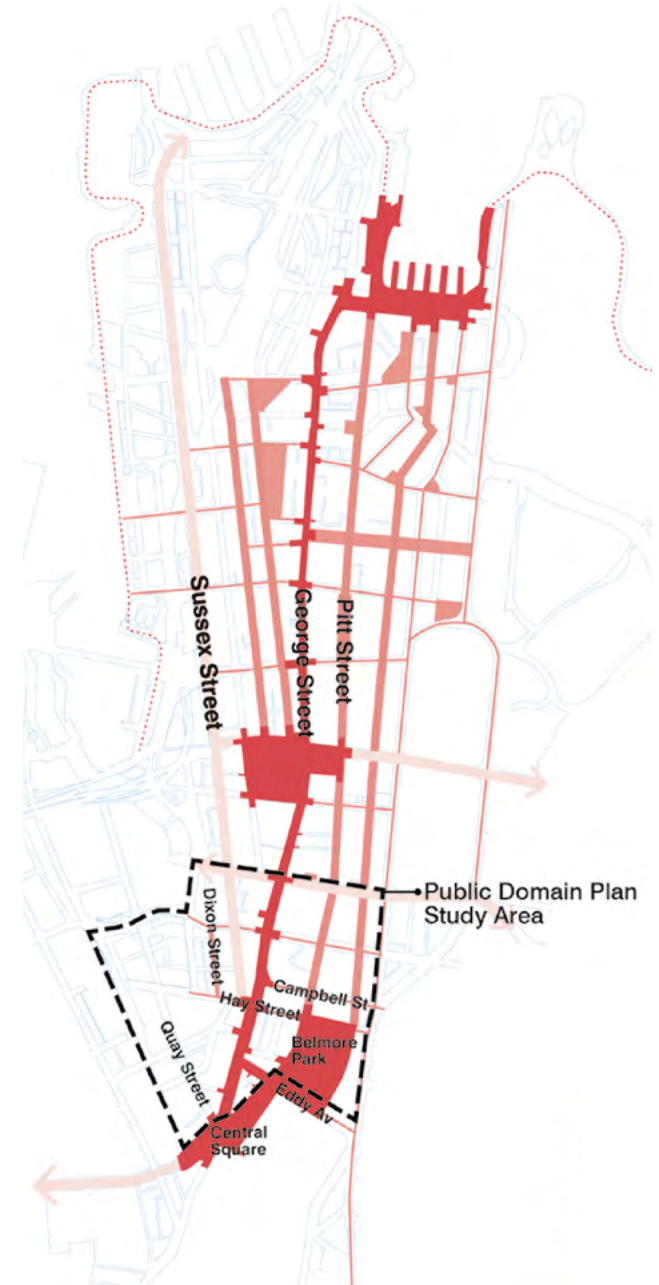 Sussex Street
George Street
Pitt Street
Public Domain Plan
Study Area
Dixon Street
Campbell St
Hay Street
Belmore
Park
Quay Street
Eddy Av
Central
Square